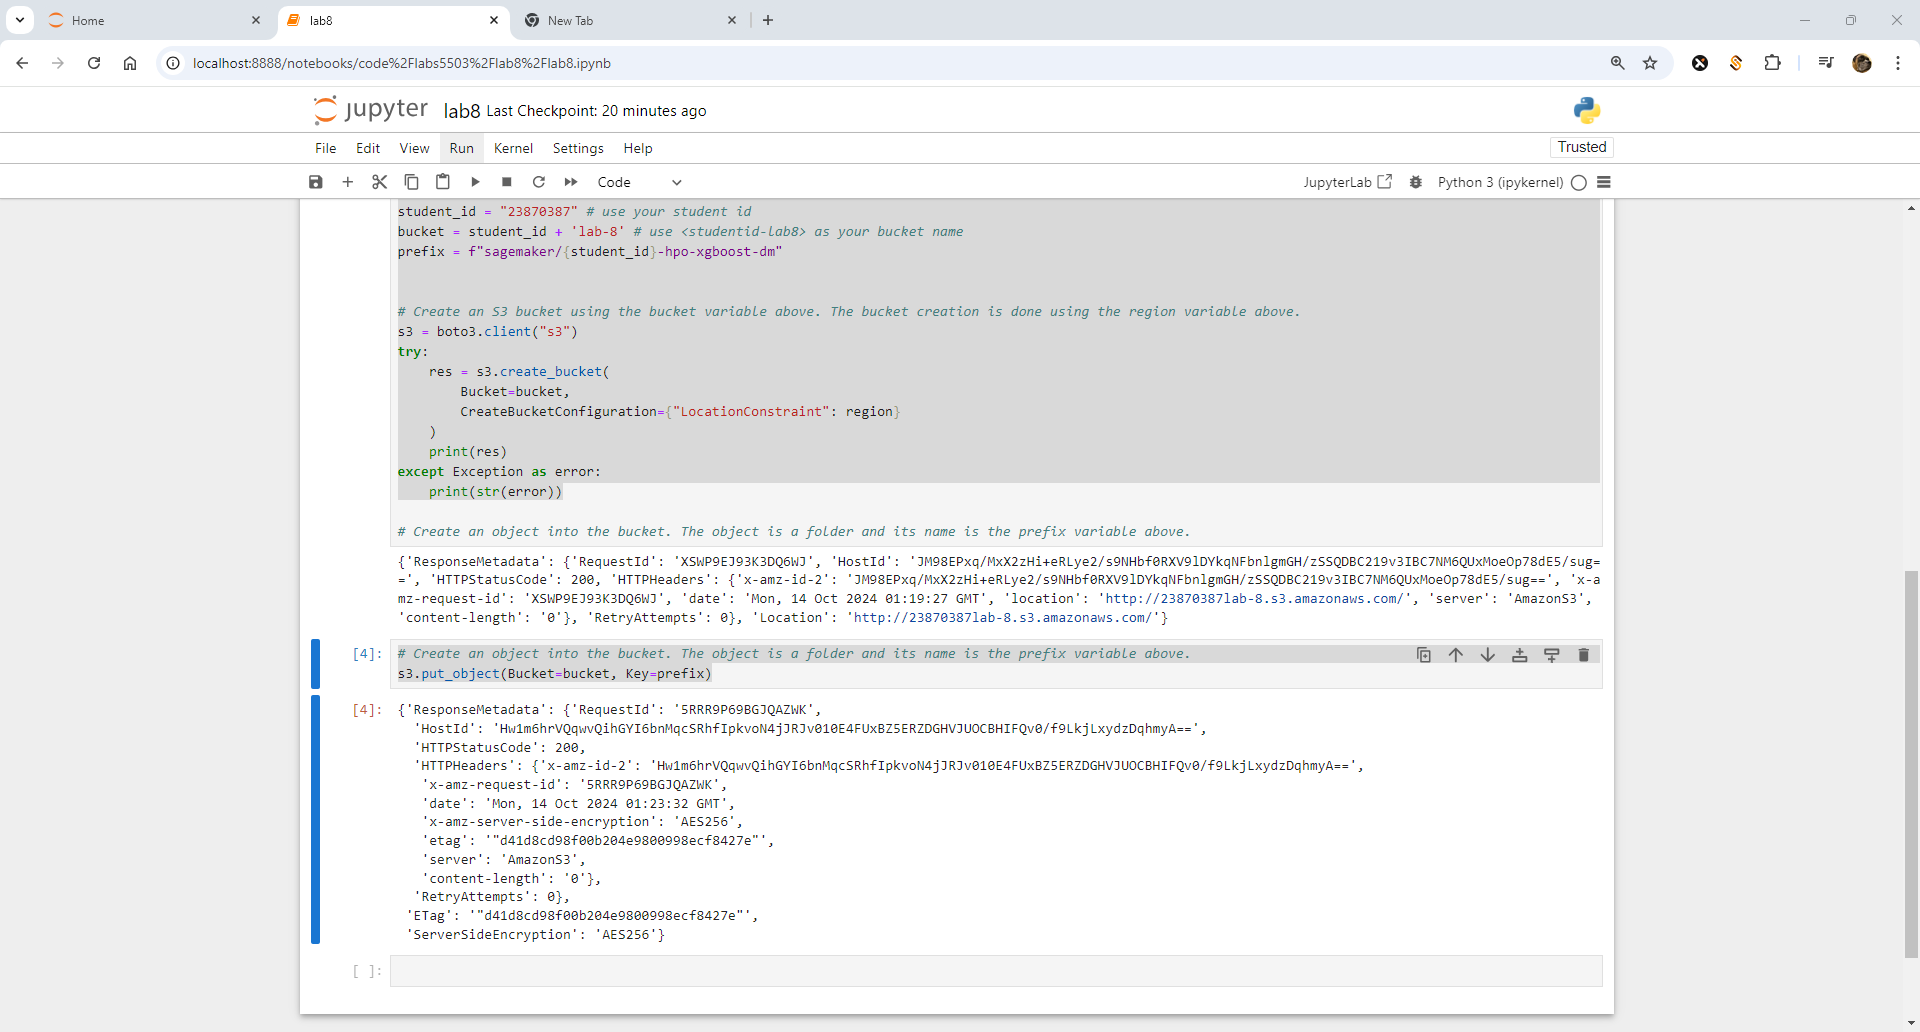 Home
lab8
New Tab
localhost:8888/notebooks/code%2Flabs5503%2Flab8%2Flab8.ipynb
jupyter lab8 Last Checkpoint: 20 minutes ago
File Edit View Run Kernel Settings Help
Trusted
Code
JupyterLab
Python 3 (ipykernel)
student_id = "23870387" # use your student id
bucket = student_id + 'lab-8' # use <studentid-lab8> as your bucket name
prefix = f"sagemaker/{student_id}-hpo-xgboost-dm"
# Create an S3 bucket using the bucket variable above. The bucket creation is done using the region variable above.
s3 = boto3.client("s3")
try:
    res = s3.create_bucket(
        Bucket=bucket,
        CreateBucketConfiguration={"LocationConstraint": region}
    )
    print(res)
except Exception as error:
    print(str(error))
# Create an object into the bucket. The object is a folder and its name is the prefix variable above.
{'ResponseMetadata': {'RequestId': 'XSWP9EJ93K3DQ6WJ', 'HostId': 'JM98EPxq/MxX2zHi+eRLye2/s9NHbf0RXV9lDYkqNFbnlgmGH/zSSQDBC219v3IBC7NM6QUxMoeOp78dE5/sug=
=', 'HTTPStatusCode': 200, 'HTTPHeaders': {'x-amz-id-2': 'JM98EPxq/MxX2zHi+eRLye2/s9NHbf0RXV9lDYkqNFbnlgmGH/zSSQDBC219v3IBC7NM6QUxMoeOp78dE5/sug==', 'x-a
mz-request-id': 'XSWP9EJ93K3DQ6WJ', 'date': 'Mon, 14 Oct 2024 01:19:27 GMT', 'location': 'http://23870387lab-8.s3.amazonaws.com/', 'server': 'AmazonS3',
'content-length': '0'}, 'RetryAttempts': 0}, 'Location': 'http://23870387lab-8.s3.amazonaws.com/'}
[4]: # Create an object into the bucket. The object is a folder and its name is the prefix variable above.
s3.put_object(Bucket=bucket, Key=prefix)
[4]: {'ResponseMetadata': {'RequestId': '5RRR9P69BGJQAZWK',
  'HostId': 'Hw1m6hrVQqwvQihGYI6bnMqcSRhfIpkvoN4jJRJv010E4FUxBZ5ERZDGHVJUOCBHIFQv0/f9LkjLxydzDqhmyA==',
  'HTTPStatusCode': 200,
  'HTTPHeaders': {'x-amz-id-2': 'Hw1m6hrVQqwvQihGYI6bnMqcSRhfIpkvoN4jJRJv010E4FUxBZ5ERZDGHVJUOCBHIFQv0/f9LkjLxydzDqhmyA==',
   'x-amz-request-id': '5RRR9P69BGJQAZWK',
   'date': 'Mon, 14 Oct 2024 01:23:32 GMT',
   'x-amz-server-side-encryption': 'AES256',
   'etag': '"d41d8cd98f00b204e9800998ecf8427e"',
   'server': 'AmazonS3',
   'content-length': '0'},
  'RetryAttempts': 0},
 'ETag': '"d41d8cd98f00b204e9800998ecf8427e"',
 'ServerSideEncryption': 'AES256'}
[ ]: